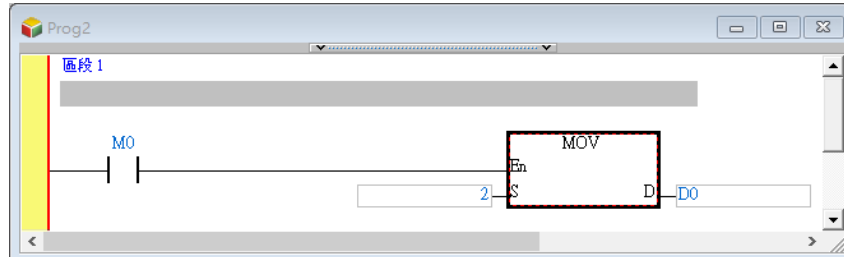 Prog2
區段 1
M0
MOV
En
2 S D D0